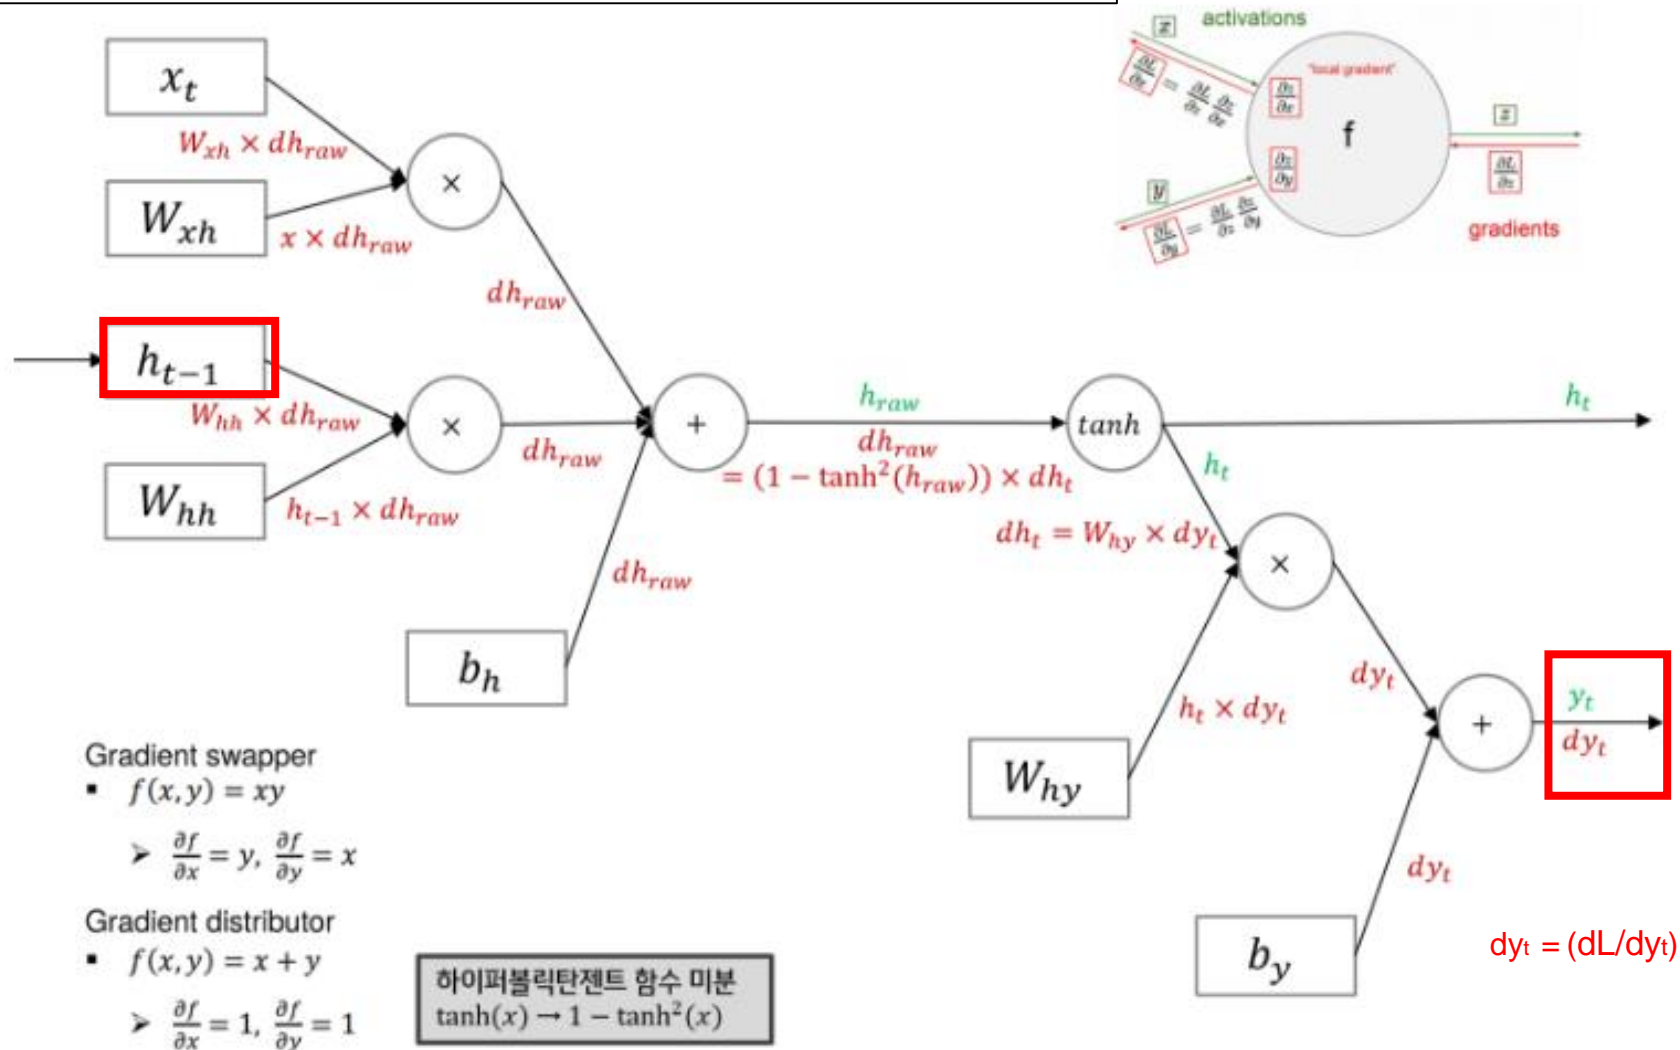 activations
x
∂L/∂x = ∂L/∂z ∂z/∂x
"local gradient"
∂z/∂x
f
z
∂L/∂z
∂z/∂y
y
∂L/∂y = ∂L/∂z ∂z/∂y
gradients
x_t
W_xh × dh_raw
×
W_xh
x × dh_raw
dh_raw
h_{t−1}
W_hh × dh_raw
×
dh_raw
W_hh
h_{t−1} × dh_raw
+
h_raw
dh_raw
= (1 − tanh²(h_raw)) × dh_t
tanh
h_t
h_t
dh_t = W_hy × dy_t
×
dh_raw
b_h
dy_t
h_t × dy_t
W_hy
+
y_t
dy_t
dy_t
b_y
dyt = (dL/dyt)
Gradient swapper
▪ f(x, y) = xy
➢ ∂f/∂x = y, ∂f/∂y = x
Gradient distributor
▪ f(x, y) = x + y
➢ ∂f/∂x = 1, ∂f/∂y = 1
하이퍼볼릭탄젠트 함수 미분
tanh(x) → 1 − tanh²(x)